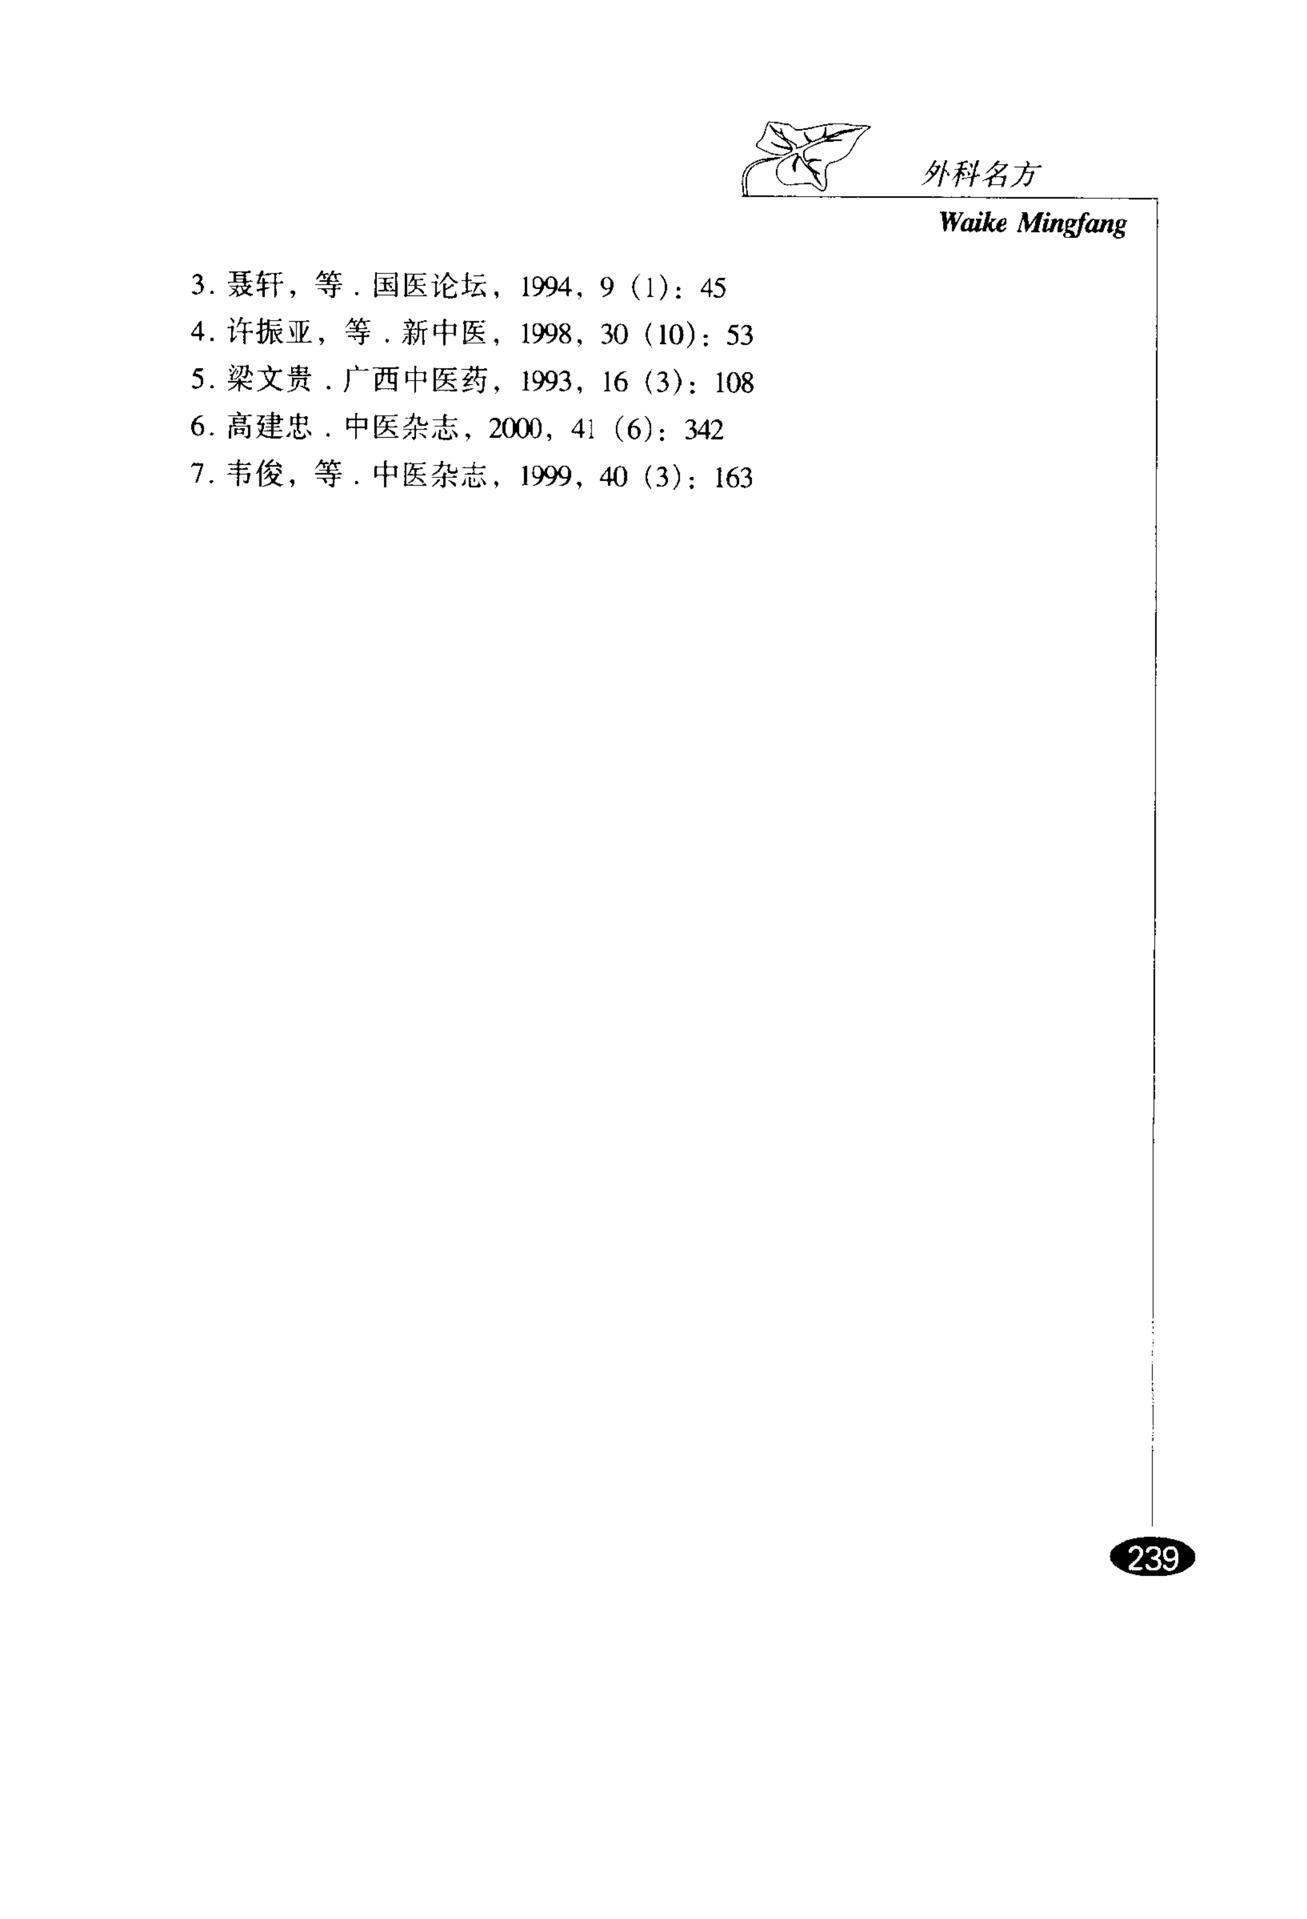 外科名方
Waike Mingfang
3. 聂轩，等．国医论坛，1994，9（1）：45
4. 许振亚，等．新中医，1998，30（10）：53
5. 梁文贵．广西中医药，1993，16（3）：108
6. 高建忠．中医杂志，2000，41（6）：342
7. 韦俊，等．中医杂志，1999，40（3）：163
239